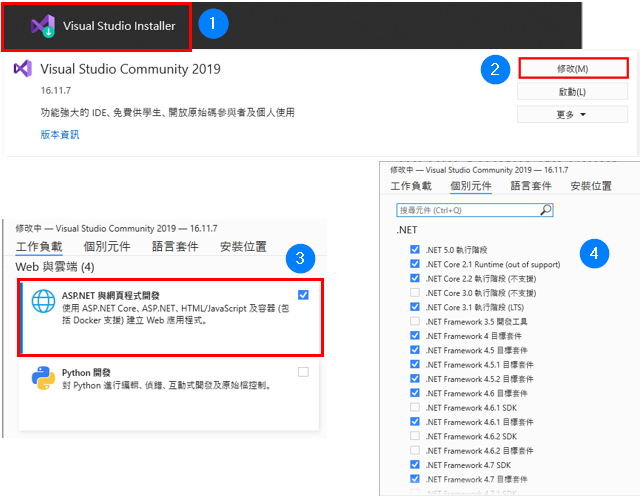 Visual Studio Installer
1
Visual Studio Community 2019
2
修改(M)
16.11.7
啟動(L)
功能強大的 IDE、免費供學生、開放原始碼參與者及個人使用
更多
版本資訊
修改中 — Visual Studio Community 2019 — 16.11.7
工作負載 個別元件 語言套件 安裝位置
Web 與雲端 (4)
3
ASP.NET 與網頁程式開發
使用 ASP.NET Core、ASP.NET、HTML/JavaScript 及容器 (包
括 Docker 支援) 建立 Web 應用程式。
Python 開發
對 Python 進行編輯、偵錯、互動式開發及原始檔控制。
修改中 — Visual Studio Community 2019 — 16.11.7
工作負載 個別元件 語言套件 安裝位置
搜尋元件 (Ctrl+Q)
.NET
4
.NET 5.0 執行階段
.NET Core 2.1 Runtime (out of support)
.NET Core 2.2 執行階段 (不支援)
.NET Core 3.0 執行階段 (不支援)
.NET Core 3.1 執行階段 (LTS)
.NET Framework 3.5 開發工具
.NET Framework 4 目標套件
.NET Framework 4.5 目標套件
.NET Framework 4.5.1 目標套件
.NET Framework 4.5.2 目標套件
.NET Framework 4.6 目標套件
.NET Framework 4.6.1 SDK
.NET Framework 4.6.1 目標套件
.NET Framework 4.6.2 SDK
.NET Framework 4.6.2 目標套件
.NET Framework 4.7 SDK
.NET Framework 4.7 目標套件